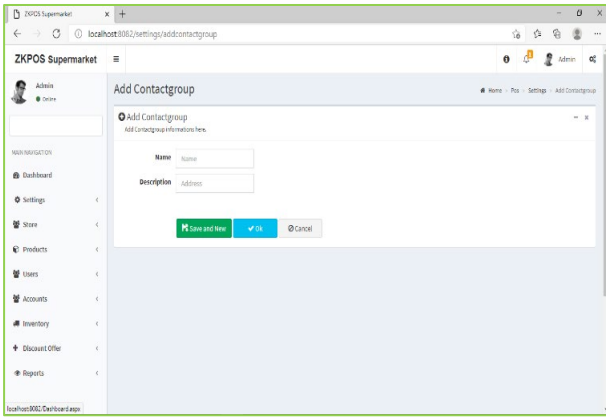 ZKPOS Supermarket
localhost:8082/settings/addcontactgroup
ZKPOS Supermarket
Admin
Admin
Online
Add Contactgroup
Home Pos Settings Add Contactgroup
Add Contactgroup
Add Contactgroup informations here.
MAIN NAVIGATION
Name Name
Dashboard
Description Address
Settings
Store
Save and New Ok Cancel
Products
Users
Accounts
Inventory
Discount Offer
Reports
localhost:8082/Dashboard.aspx